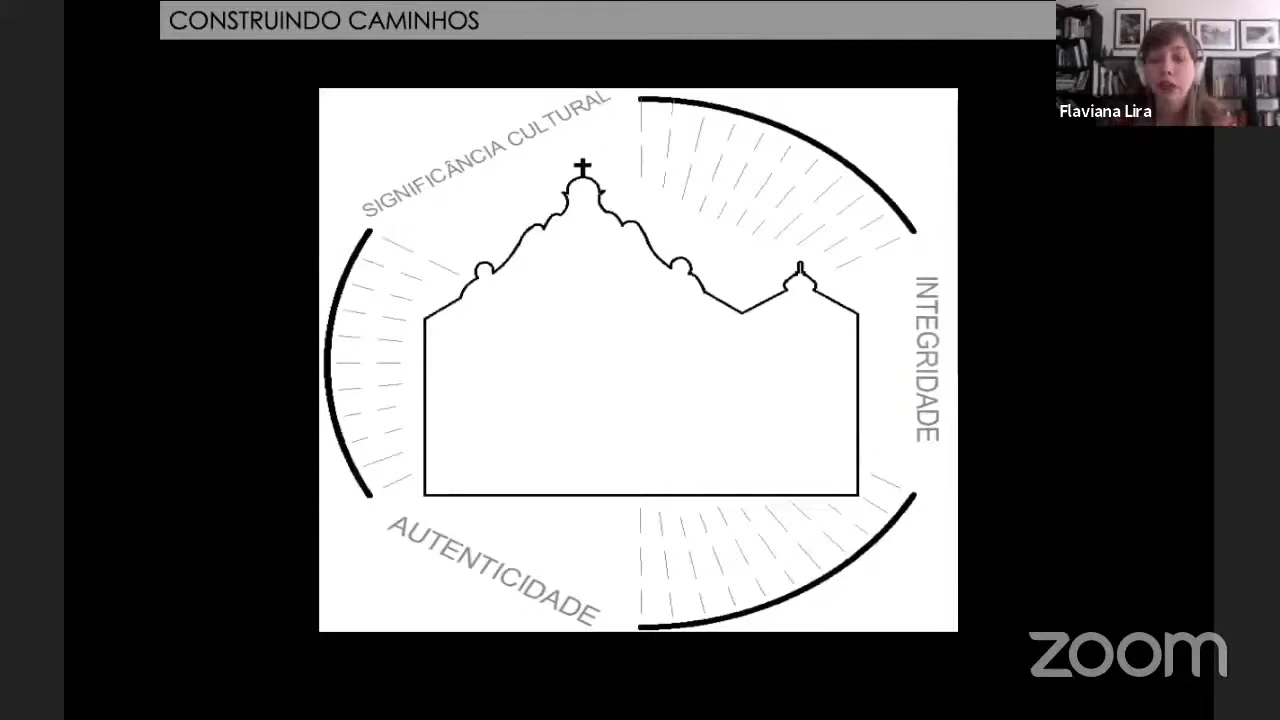 CONSTRUINDO CAMINHOS
Flaviana Lira
SIGNIFICÂNCIA CULTURAL
INTEGRIDADE
AUTENTICIDADE
zoom